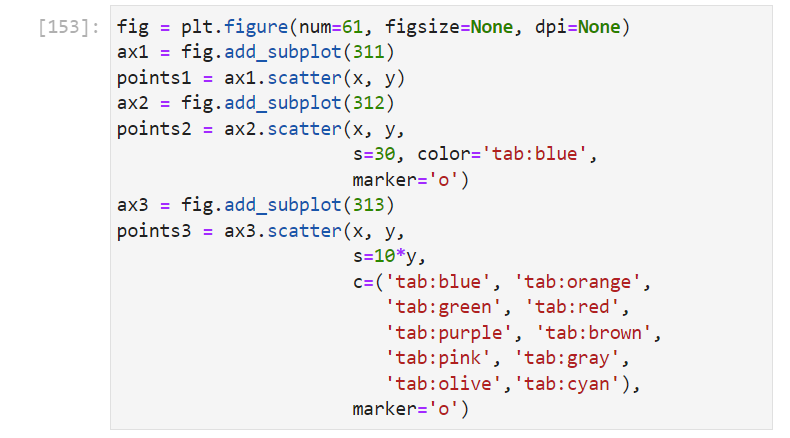 [153]: fig = plt.figure(num=61, figsize=None, dpi=None)
ax1 = fig.add_subplot(311)
points1 = ax1.scatter(x, y)
ax2 = fig.add_subplot(312)
points2 = ax2.scatter(x, y,
s=30, color='tab:blue',
marker='o')
ax3 = fig.add_subplot(313)
points3 = ax3.scatter(x, y,
s=10*y,
c=('tab:blue', 'tab:orange',
'tab:green', 'tab:red',
'tab:purple', 'tab:brown',
'tab:pink', 'tab:gray',
'tab:olive','tab:cyan'),
marker='o')